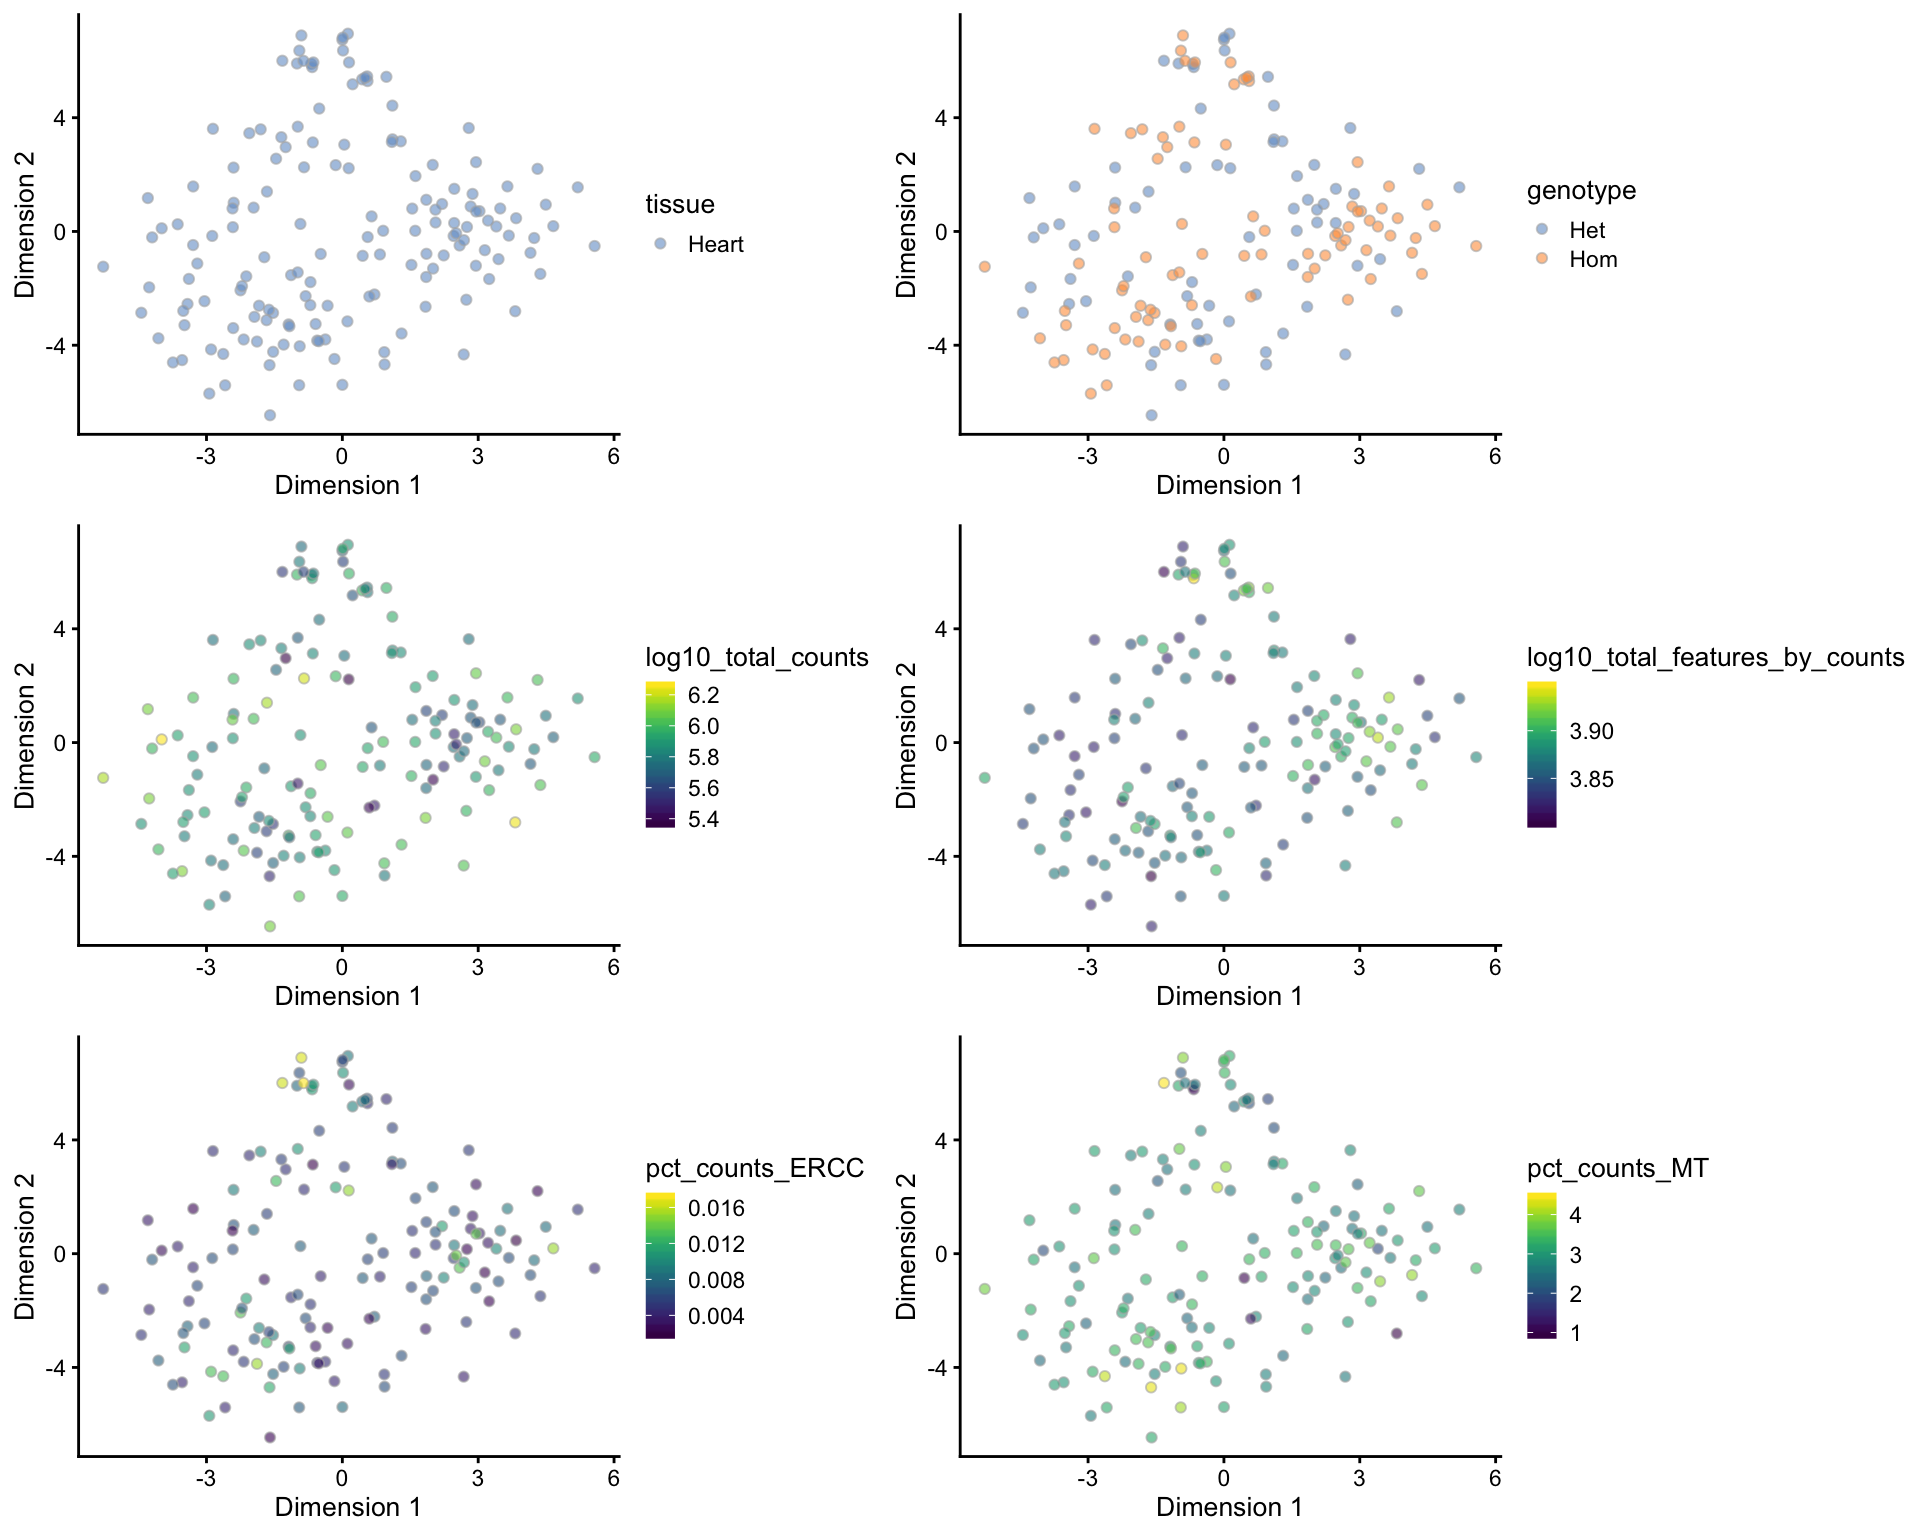 4
0
-4
-3 0 3 6
Dimension 1
Dimension 2
tissue
Heart
4
0
-4
-3 0 3 6
Dimension 1
Dimension 2
genotype
Het
Hom
4
0
-4
-3 0 3 6
Dimension 1
Dimension 2
log10_total_counts
6.2
6.0
5.8
5.6
5.4
4
0
-4
-3 0 3 6
Dimension 1
Dimension 2
log10_total_features_by_counts
3.90
3.85
4
0
-4
-3 0 3 6
Dimension 1
Dimension 2
pct_counts_ERCC
0.016
0.012
0.008
0.004
4
0
-4
-3 0 3 6
Dimension 1
Dimension 2
pct_counts_MT
4
3
2
1